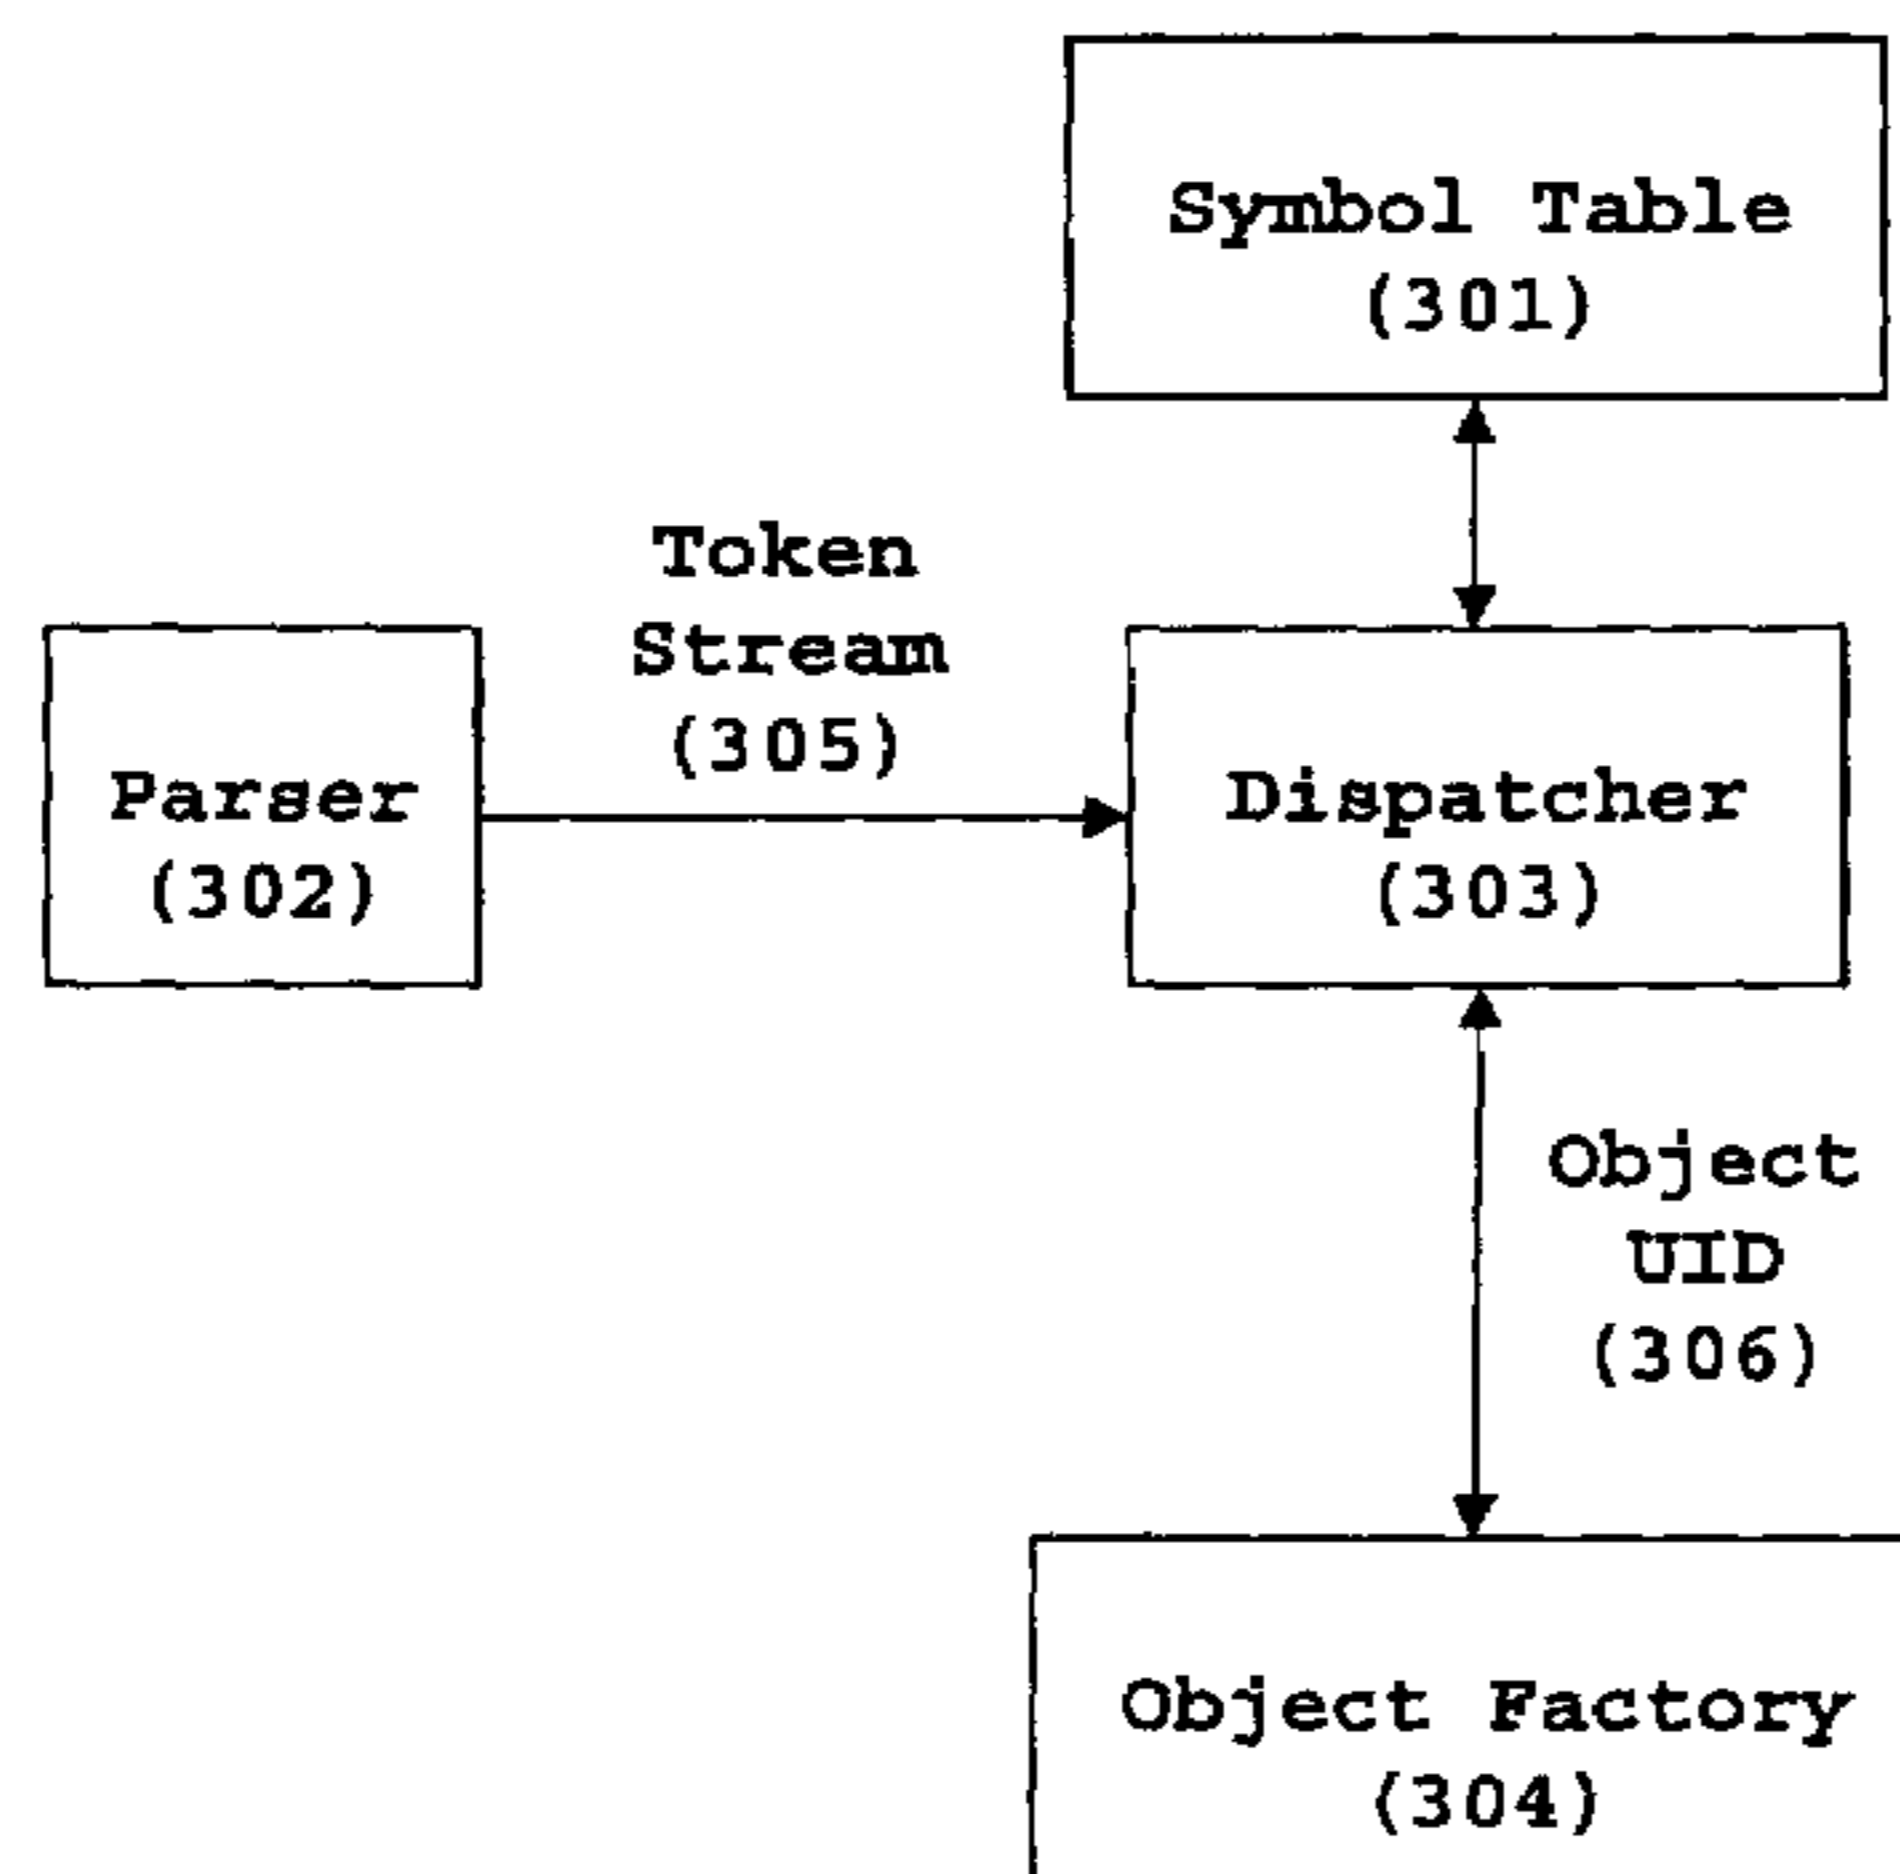 Symbol Table
(301)
Token
Stream
(305)
Parser
(302)
Dispatcher
(303)
Object
UID
(306)
Object Factory
(304)